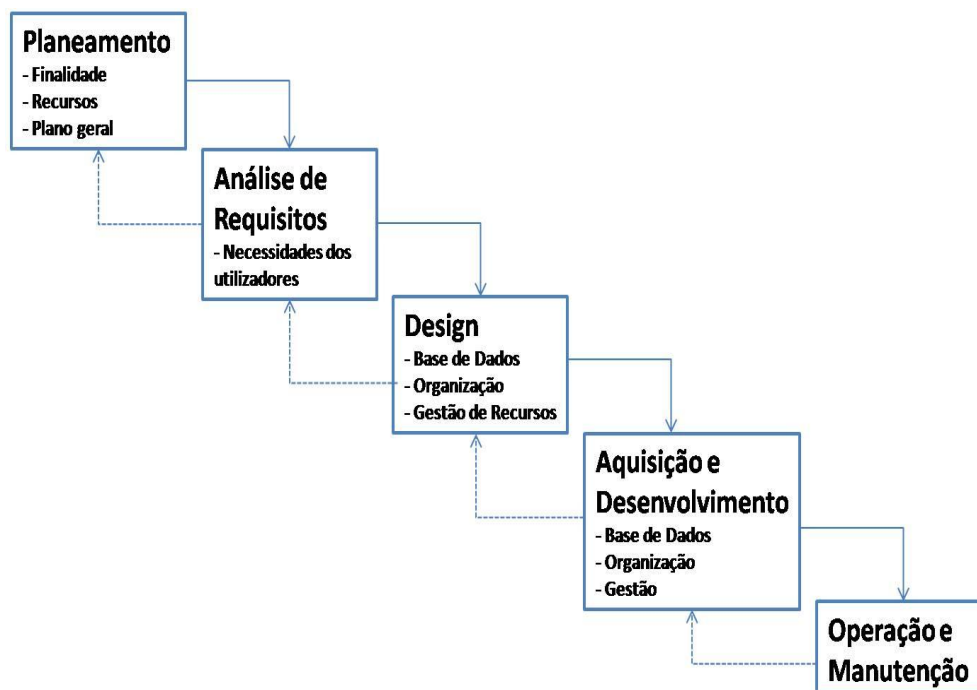 Planeamento
- Finalidade
- Recursos
- Plano geral
Análise de
Requisitos
- Necessidades dos
utilizadores
Design
- Base de Dados
- Organização
- Gestão de Recursos
Aquisição e
Desenvolvimento
- Base de Dados
- Organização
- Gestão
Operação e
Manutenção